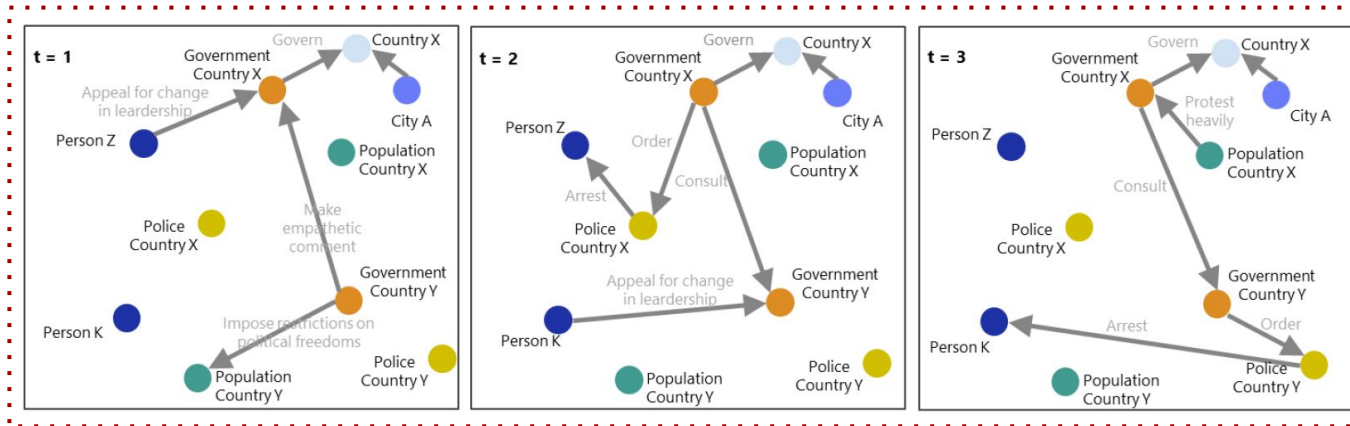 t = 1
Govern
Country X
Government
Country X
Appeal for change
in leardership
City A
Person Z
Population
Country X
Police
Country X
Make
empathetic
comment
Government
Country Y
Person K
Impose restrictions on
political freedoms
Population
Country Y
Police
Country Y
t = 2
Govern
Country X
Government
Country X
City A
Person Z
Order
Population
Country X
Consult
Arrest
Police
Country X
Appeal for change
in leardership
Government
Country Y
Person K
Population
Country Y
Police
Country Y
t = 3
Govern
Country X
Government
Country X
Protest
heavily
City A
Person Z
Population
Country X
Consult
Police
Country X
Government
Country Y
Person K
Arrest
Order
Population
Country Y
Police
Country Y